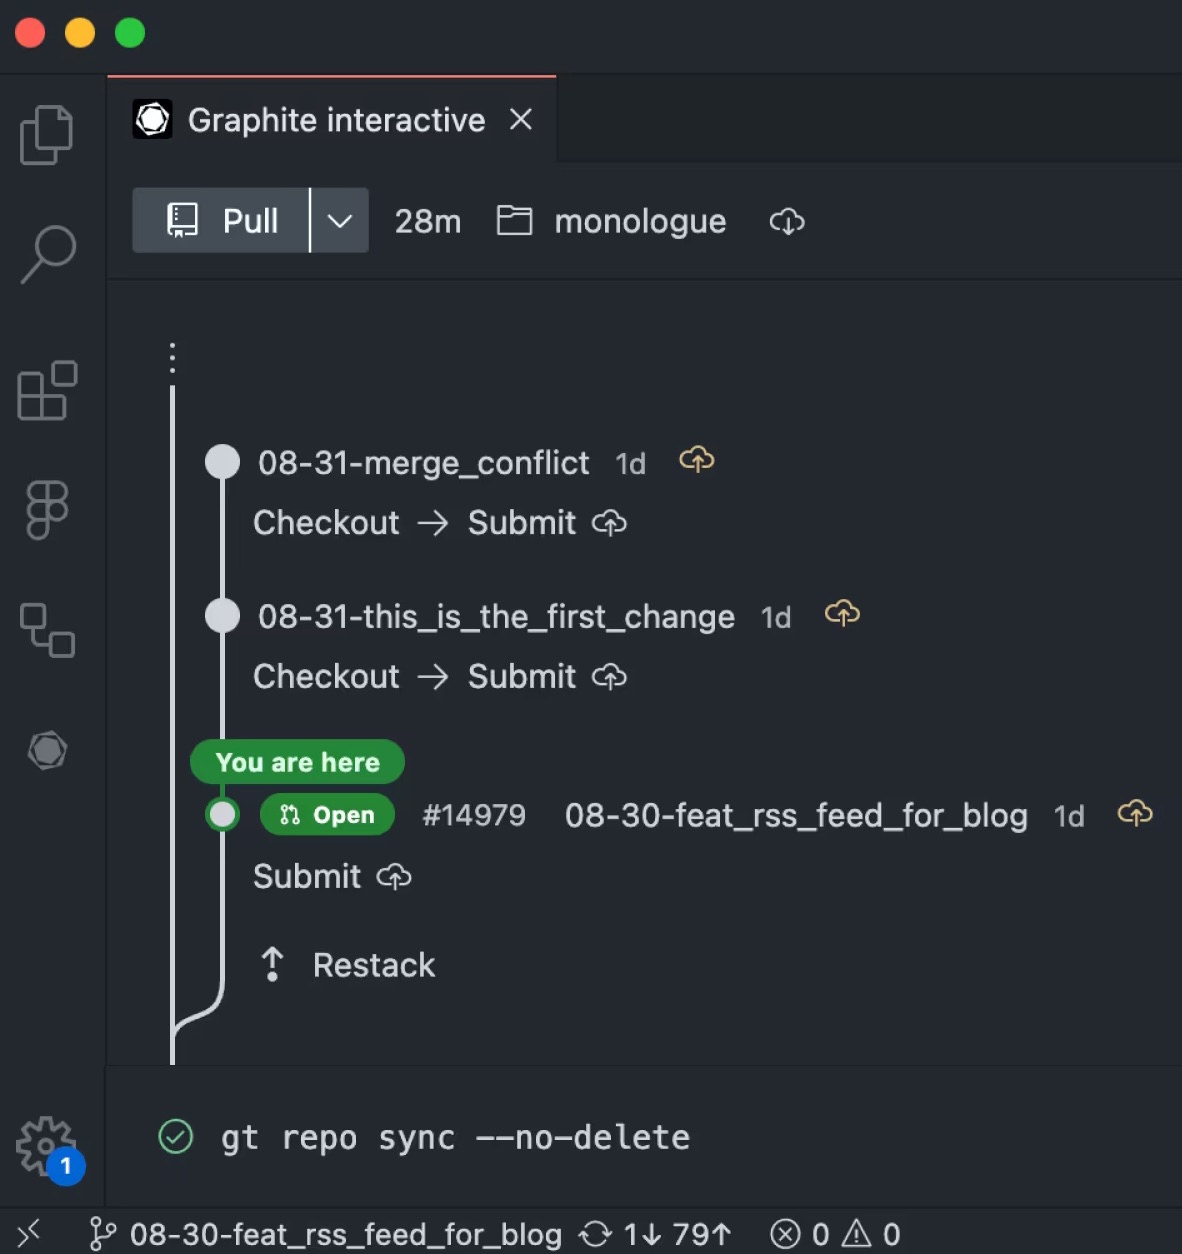 Graphite interactive
Pull 28m monologue
08-31-merge_conflict 1d
Checkout → Submit
08-31-this_is_the_first_change 1d
Checkout → Submit
You are here
Open #14979 08-30-feat_rss_feed_for_blog 1d
Submit
Restack
gt repo sync --no-delete
1
08-30-feat_rss_feed_for_blog 1↓ 79↑ 0 0